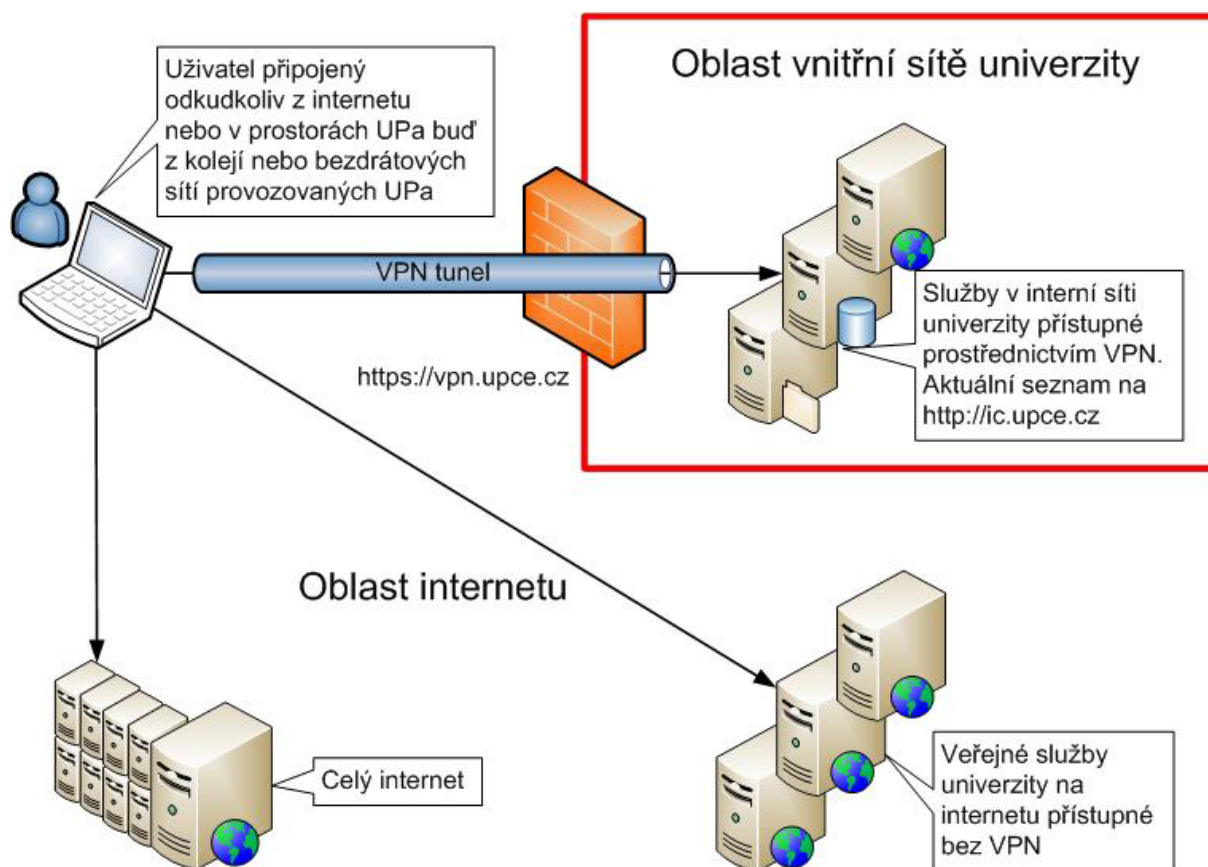 Uživatel připojený
odkudkoliv z internetu
nebo v prostorách UPa buď
z kolejí nebo bezdrátových
sítí provozovaných UPa
Oblast vnitřní sítě univerzity
VPN tunel
https://vpn.upce.cz
Služby v interní síti
univerzity přístupné
prostřednictvím VPN.
Aktuální seznam na
http://ic.upce.cz
Oblast internetu
Celý internet
Veřejné služby
univerzity na
internetu přístupné
bez VPN